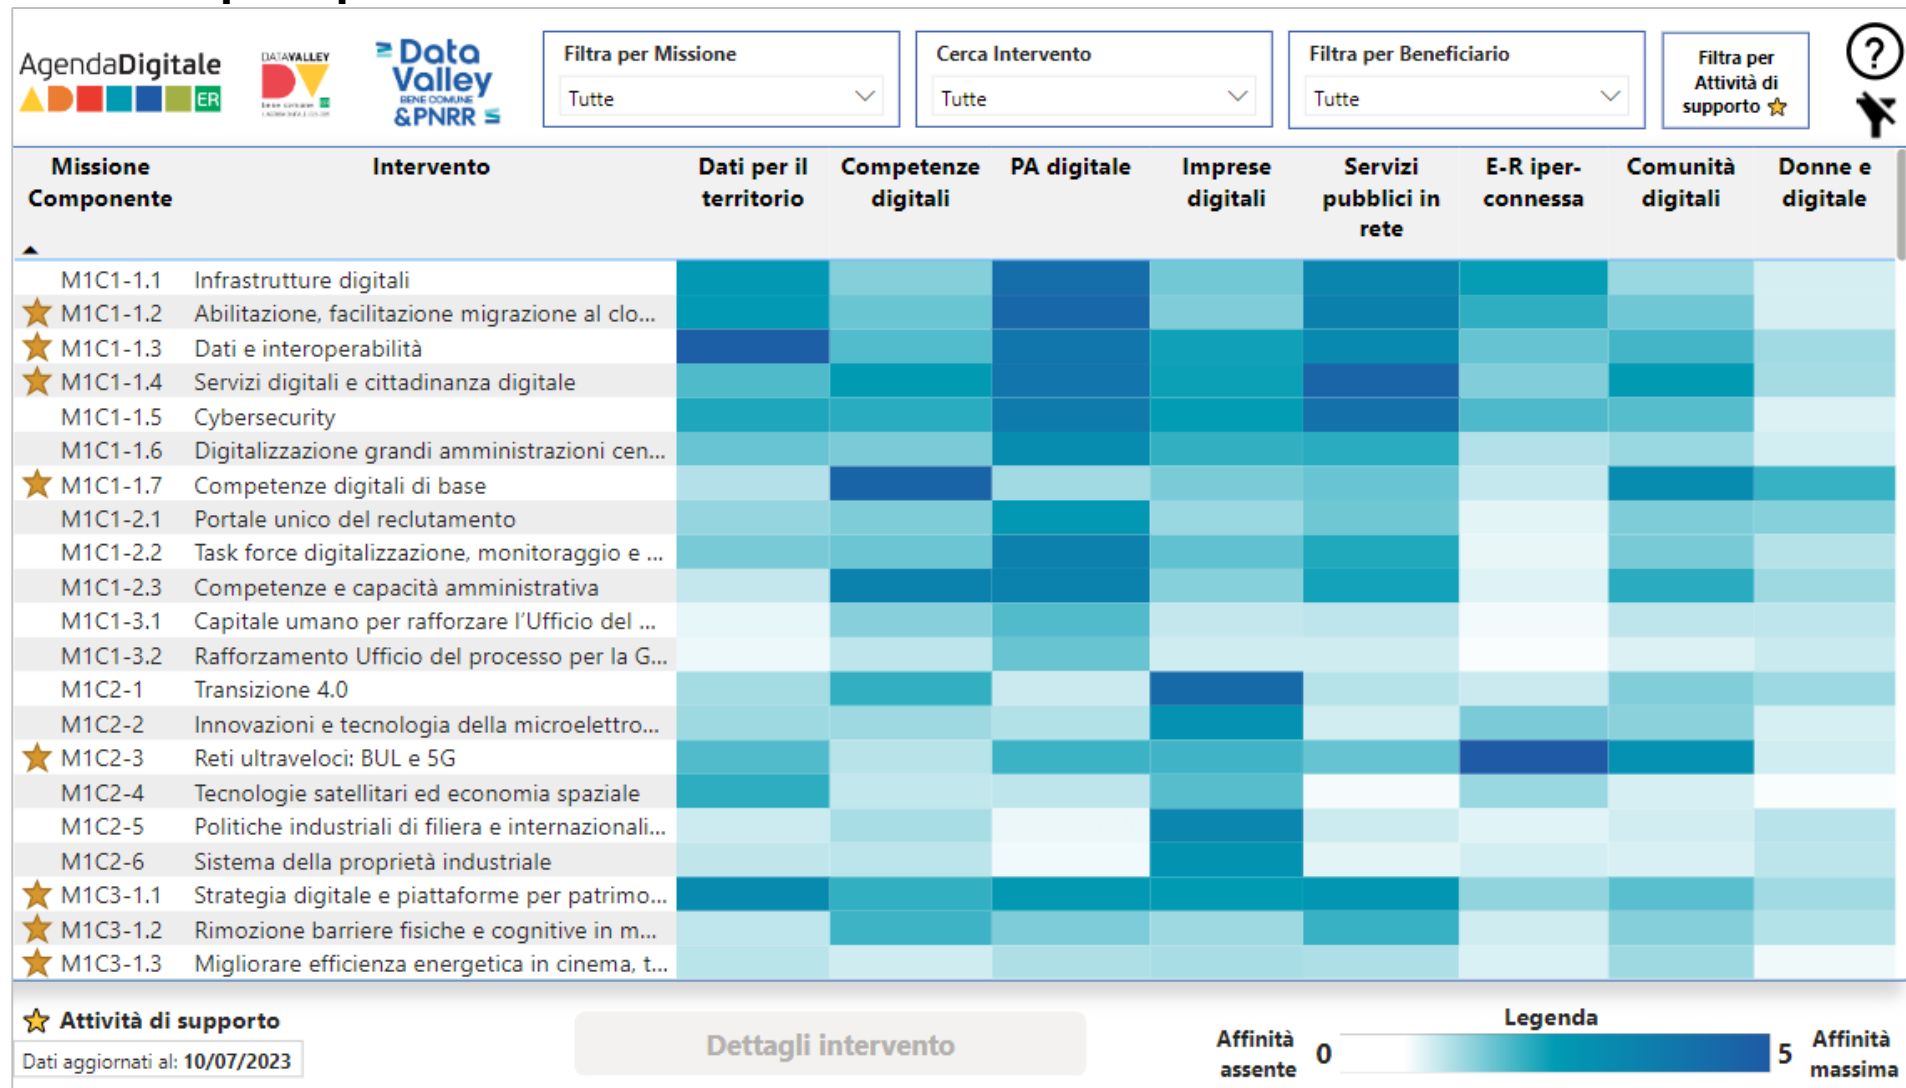 AgendaDigitale
ER
DATAVALLEY
Data
Valley
BENE COMUNE
&PNRR
Filtra per Missione
Tutte
Cerca Intervento
Tutte
Filtra per Beneficiario
Tutte
Filtra per
Attività di
supporto
?
Missione
Componente
Intervento
Dati per il
territorio
Competenze
digitali
PA digitale
Imprese
digitali
Servizi
pubblici in
rete
E-R iper-
connessa
Comunità
digitali
Donne e
digitale
M1C1-1.1 Infrastrutture digitali
M1C1-1.2 Abilitazione, facilitazione migrazione al clo...
M1C1-1.3 Dati e interoperabilità
M1C1-1.4 Servizi digitali e cittadinanza digitale
M1C1-1.5 Cybersecurity
M1C1-1.6 Digitalizzazione grandi amministrazioni cen...
M1C1-1.7 Competenze digitali di base
M1C1-2.1 Portale unico del reclutamento
M1C1-2.2 Task force digitalizzazione, monitoraggio e ...
M1C1-2.3 Competenze e capacità amministrativa
M1C1-3.1 Capitale umano per rafforzare l'Ufficio del ...
M1C1-3.2 Rafforzamento Ufficio del processo per la G...
M1C2-1 Transizione 4.0
M1C2-2 Innovazioni e tecnologia della microelettro...
M1C2-3 Reti ultraveloci: BUL e 5G
M1C2-4 Tecnologie satellitari ed economia spaziale
M1C2-5 Politiche industriali di filiera e internazionali...
M1C2-6 Sistema della proprietà industriale
M1C3-1.1 Strategia digitale e piattaforme per patrimo...
M1C3-1.2 Rimozione barriere fisiche e cognitive in m...
M1C3-1.3 Migliorare efficienza energetica in cinema, t...
Attività di supporto
Dati aggiornati al: 10/07/2023
Dettagli intervento
Legenda
Affinità
assente
0
5
Affinità
massima